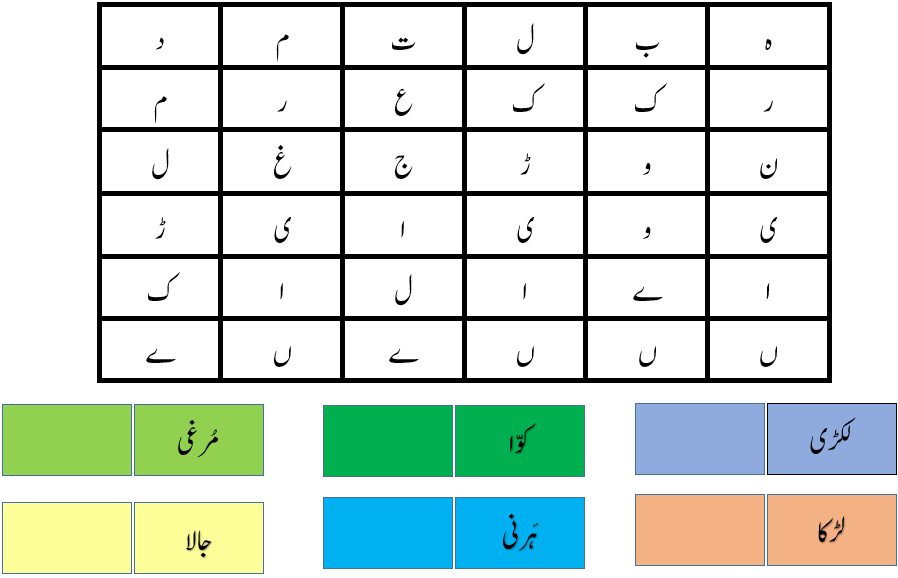 ہ ب ل ت م د
ر ک ک ع ر م
ن و ڑ ج غ ل
ی و ی ا ی ڑ
ا ے ا ل ا ک
ں ں ں ے ں ے
لکڑی کوّا مُرغی
لڑکا ہَرنی جالا